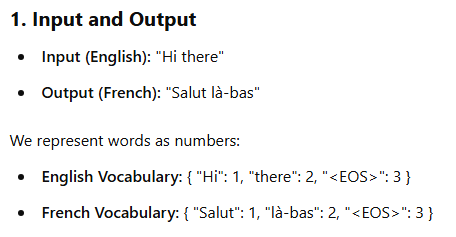 1. Input and Output
• Input (English): "Hi there"
• Output (French): "Salut là-bas"
We represent words as numbers:
• English Vocabulary: { "Hi": 1, "there": 2, "<EOS>": 3 }
• French Vocabulary: { "Salut": 1, "là-bas": 2, "<EOS>": 3 }